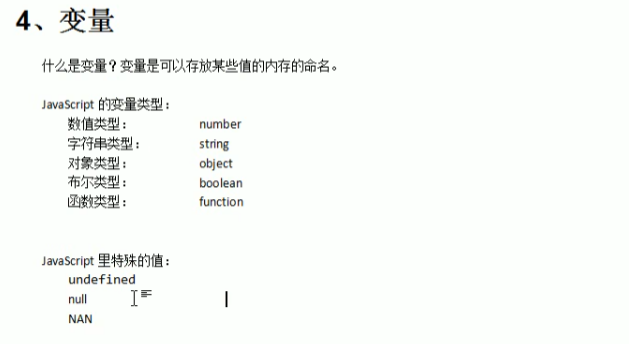 4、变量
什么是变量？变量是可以存放某些值的内存的命名。
JavaScript 的变量类型：
数值类型： number
字符串类型： string
对象类型： object
布尔类型： boolean
函数类型： function
JavaScript 里特殊的值：
undefined
null
NAN